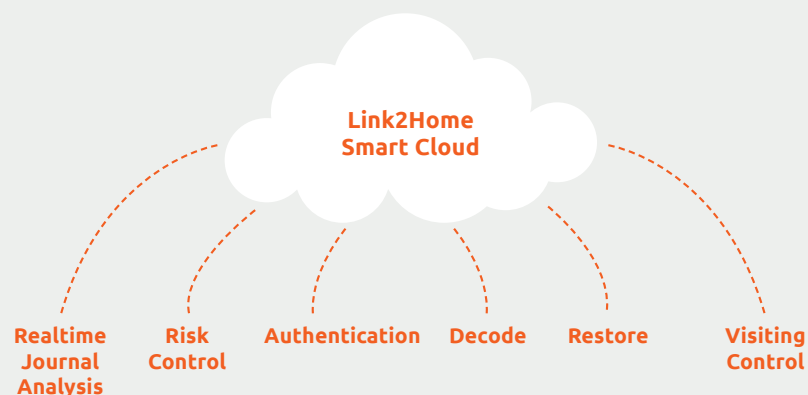 Link2Home
Smart Cloud
Realtime
Journal
Analysis
Risk
Control
Authentication
Decode
Restore
Visiting
Control